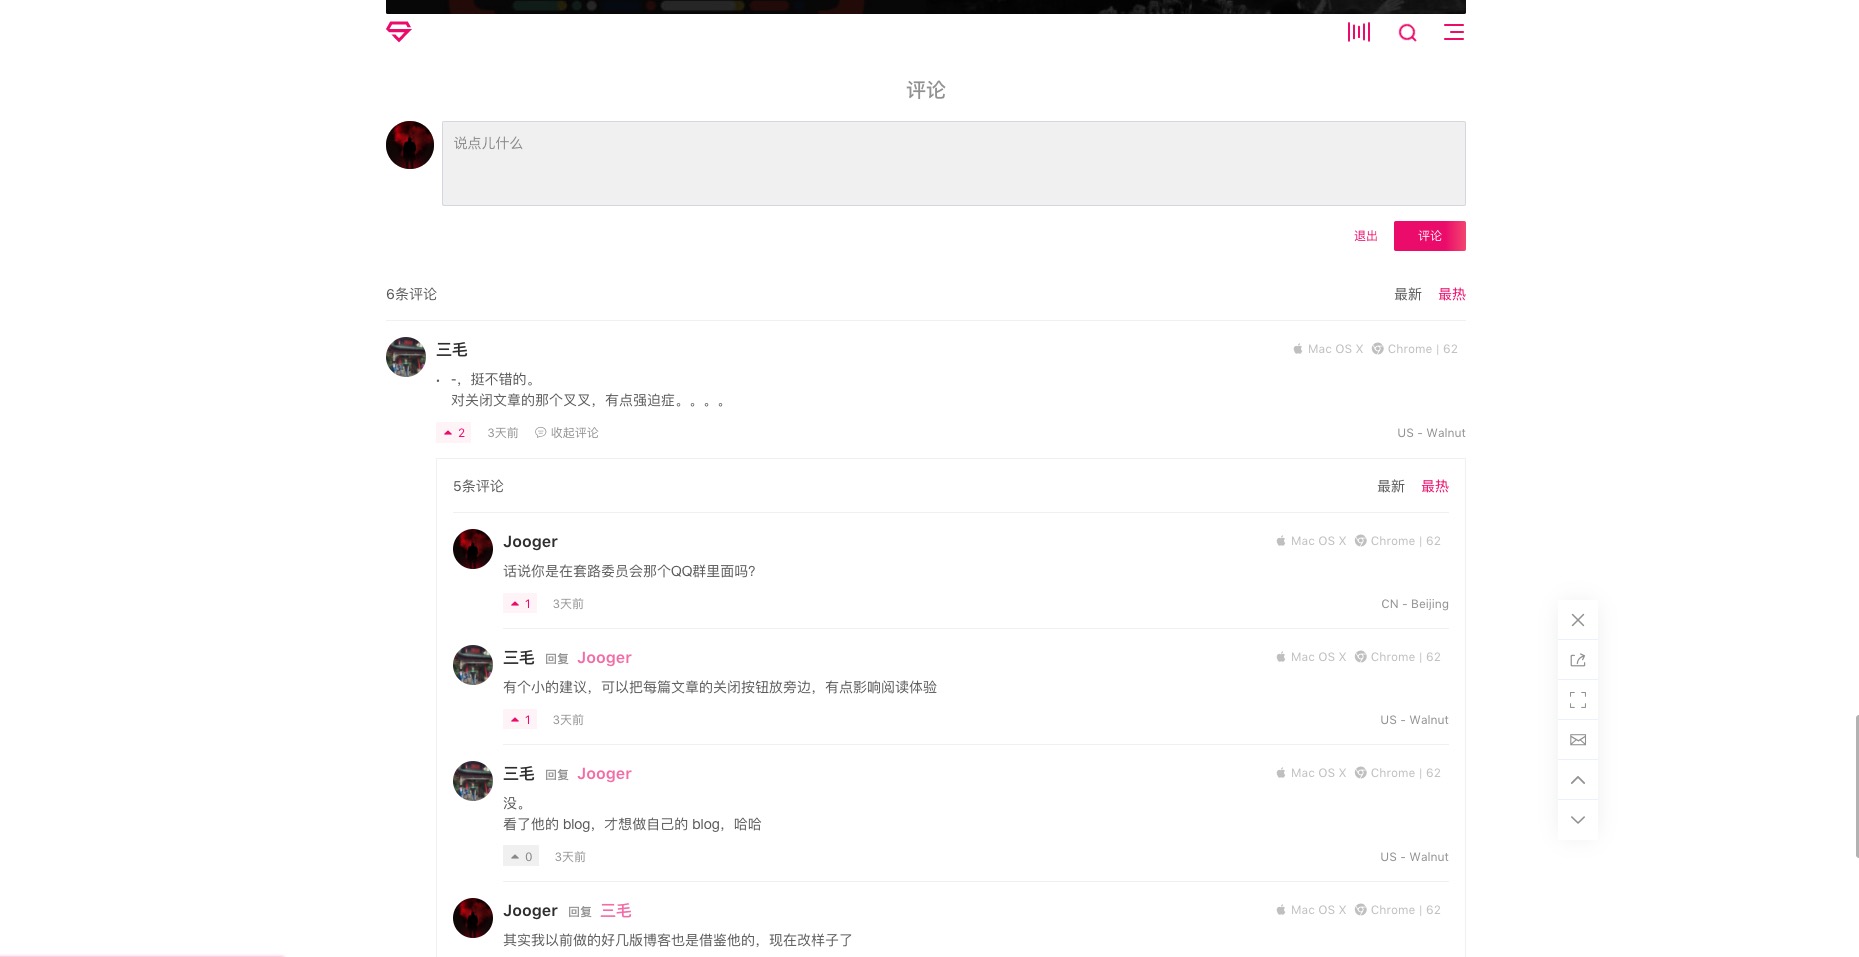 评论
说点儿什么
退出 评论
6条评论 最新 最热
三毛 Mac OS X Chrome | 62
· -，挺不错的。
对关闭文章的那个叉叉，有点强迫症。。。。
2 3天前 收起评论 US - Walnut
5条评论 最新 最热
Jooger Mac OS X Chrome | 62
话说你是在套路委员会那个QQ群里面吗？
1 3天前 CN - Beijing
三毛 回复 Jooger Mac OS X Chrome | 62
有个小的建议，可以把每篇文章的关闭按钮放旁边，有点影响阅读体验
1 3天前 US - Walnut
三毛 回复 Jooger Mac OS X Chrome | 62
没。
看了他的 blog，才想做自己的 blog，哈哈
0 3天前 US - Walnut
Jooger 回复 三毛 Mac OS X Chrome | 62
其实我以前做的好几版博客也是借鉴他的，现在改样子了